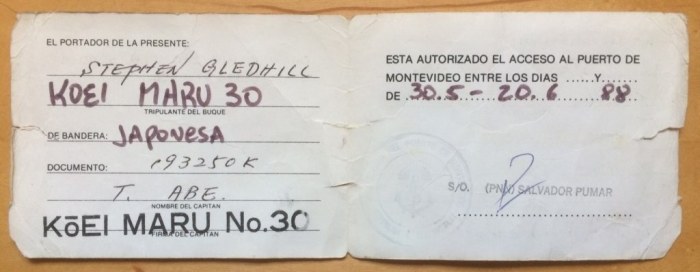 EL PORTADOR DE LA PRESENTE:
STEPHEN GLEDHILL
KOEI MARU 30
TRIPULANTE DEL BUQUE
DE BANDERA: JAPONESA
DOCUMENTO: 093250K
T. ABE.
NOMBRE DEL CAPITAN
KōEI MARU No.30
FIRMA DEL CAPITAN
ESTA AUTORIZADO EL ACCESO AL PUERTO DE
MONTEVIDEO ENTRE LOS DIAS ......Y.......
DE .30.5 - 20.6 88
S/O. (PNN) SALVADOR PUMAR